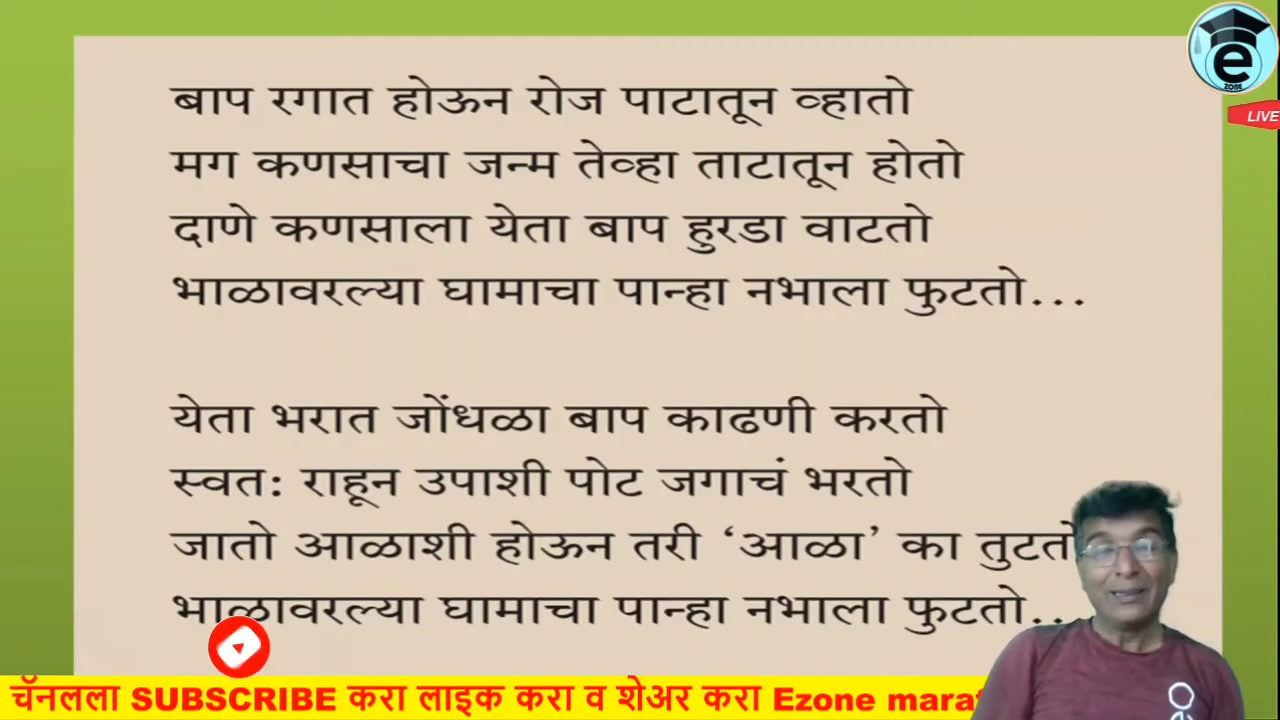 बाप रगात होऊन रोज पाटातून व्हातो
मग कणसाचा जन्म तेव्हा ताटातून होतो
दाणे कणसाला येता बाप हुरडा वाटतो
भाळावरल्या घामाचा पान्हा नभाला फुटतो...
येता भरात जोंधळा बाप काढणी करतो
स्वत: राहून उपाशी पोट जगाचं भरतो
जातो आळाशी होऊन तरी ‘आळा’ का तुटतो
भाळावरल्या घामाचा पान्हा नभाला फुटतो...
चॅनलला SUBSCRIBE करा लाइक करा व शेअर करा Ezone
e
ZONE
LIVE